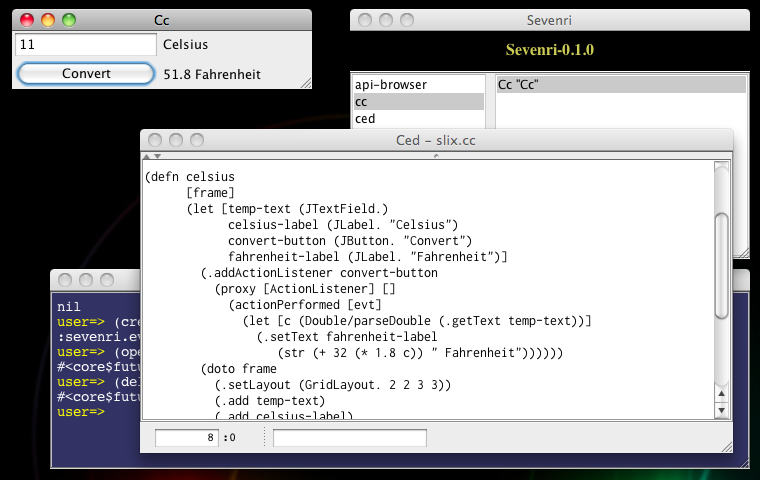 Cc
11 Celsius
Convert 51.8 Fahrenheit
Sevenri
Sevenri-0.1.0
api-browser
cc
ced
Cc "Cc"
Ced - slix.cc
(defn celsius
[frame]
(let [temp-text (JTextField.)
celsius-label (JLabel. "Celsius")
convert-button (JButton. "Convert")
fahrenheit-label (JLabel. "Fahrenheit")]
(.addActionListener convert-button
(proxy [ActionListener] []
(actionPerformed [evt]
(let [c (Double/parseDouble (.getText temp-text))]
(.setText fahrenheit-label
(str (+ 32 (* 1.8 c)) " Fahrenheit"))))))
(doto frame
(.setLayout (GridLayout. 2 2 3 3))
(.add temp-text)
(.add celsius-label)
8 :0
nil
user=> (cre
:sevenri.ev
user=> (ope
#<core$futu
user=> (del
#<core$futu
user=>